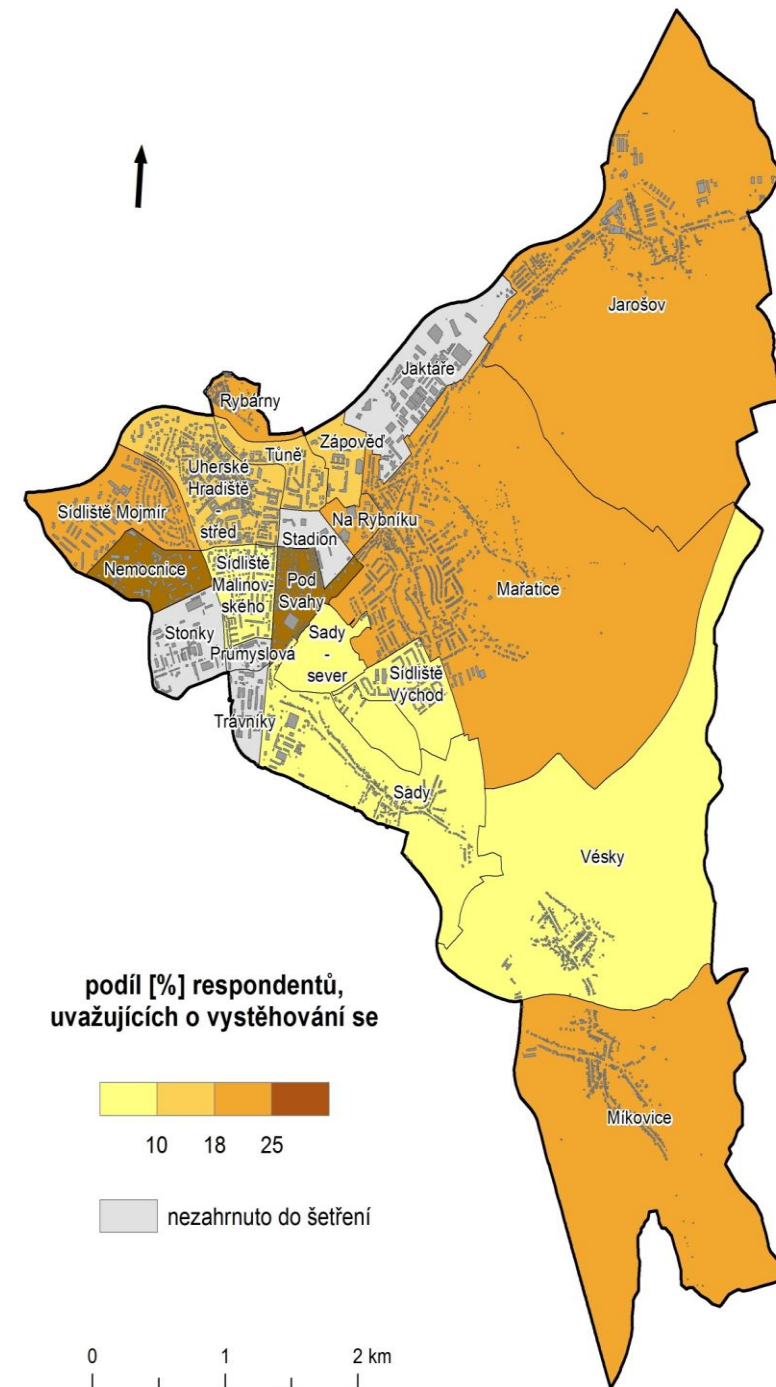 Jarošov
Jaktáře
Rybárny
Zápověď
Tůně
Uherské
Hradiště
-
střed
Sídliště Mojmír
Na Rybníku
Stadion
Nemocnice
Sídliště
Malinov-
ského
Pod
Svahy
Mařatice
Stonky
Průmyslová
Sady
-
sever
Sídliště
Východ
Trávníky
Sady
Vésky
podíl [%] respondentů,
uvažujících o vystěhování se
10 18 25
Míkovice
nezahrnuto do šetření
0 1 2 km